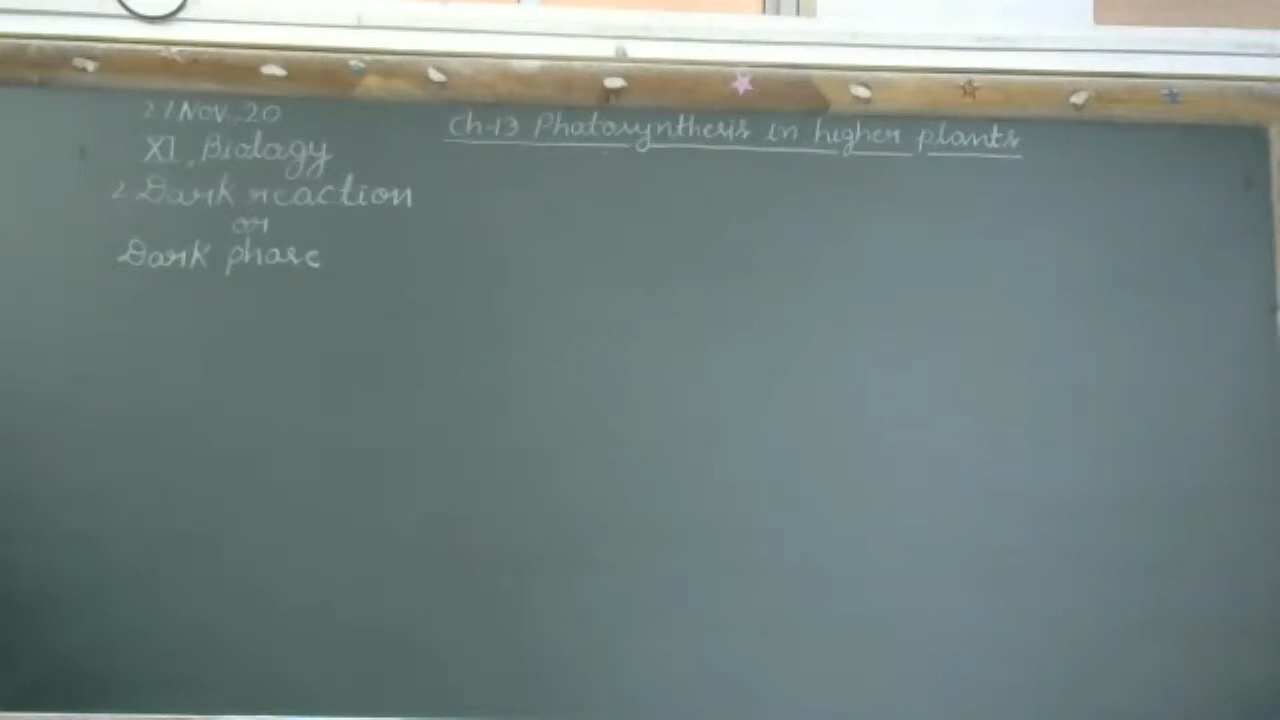 27 Nov, 20
XI, Biology
Ch-13 Photosynthesis in higher plants
2 Dark reaction
or
Dark phase